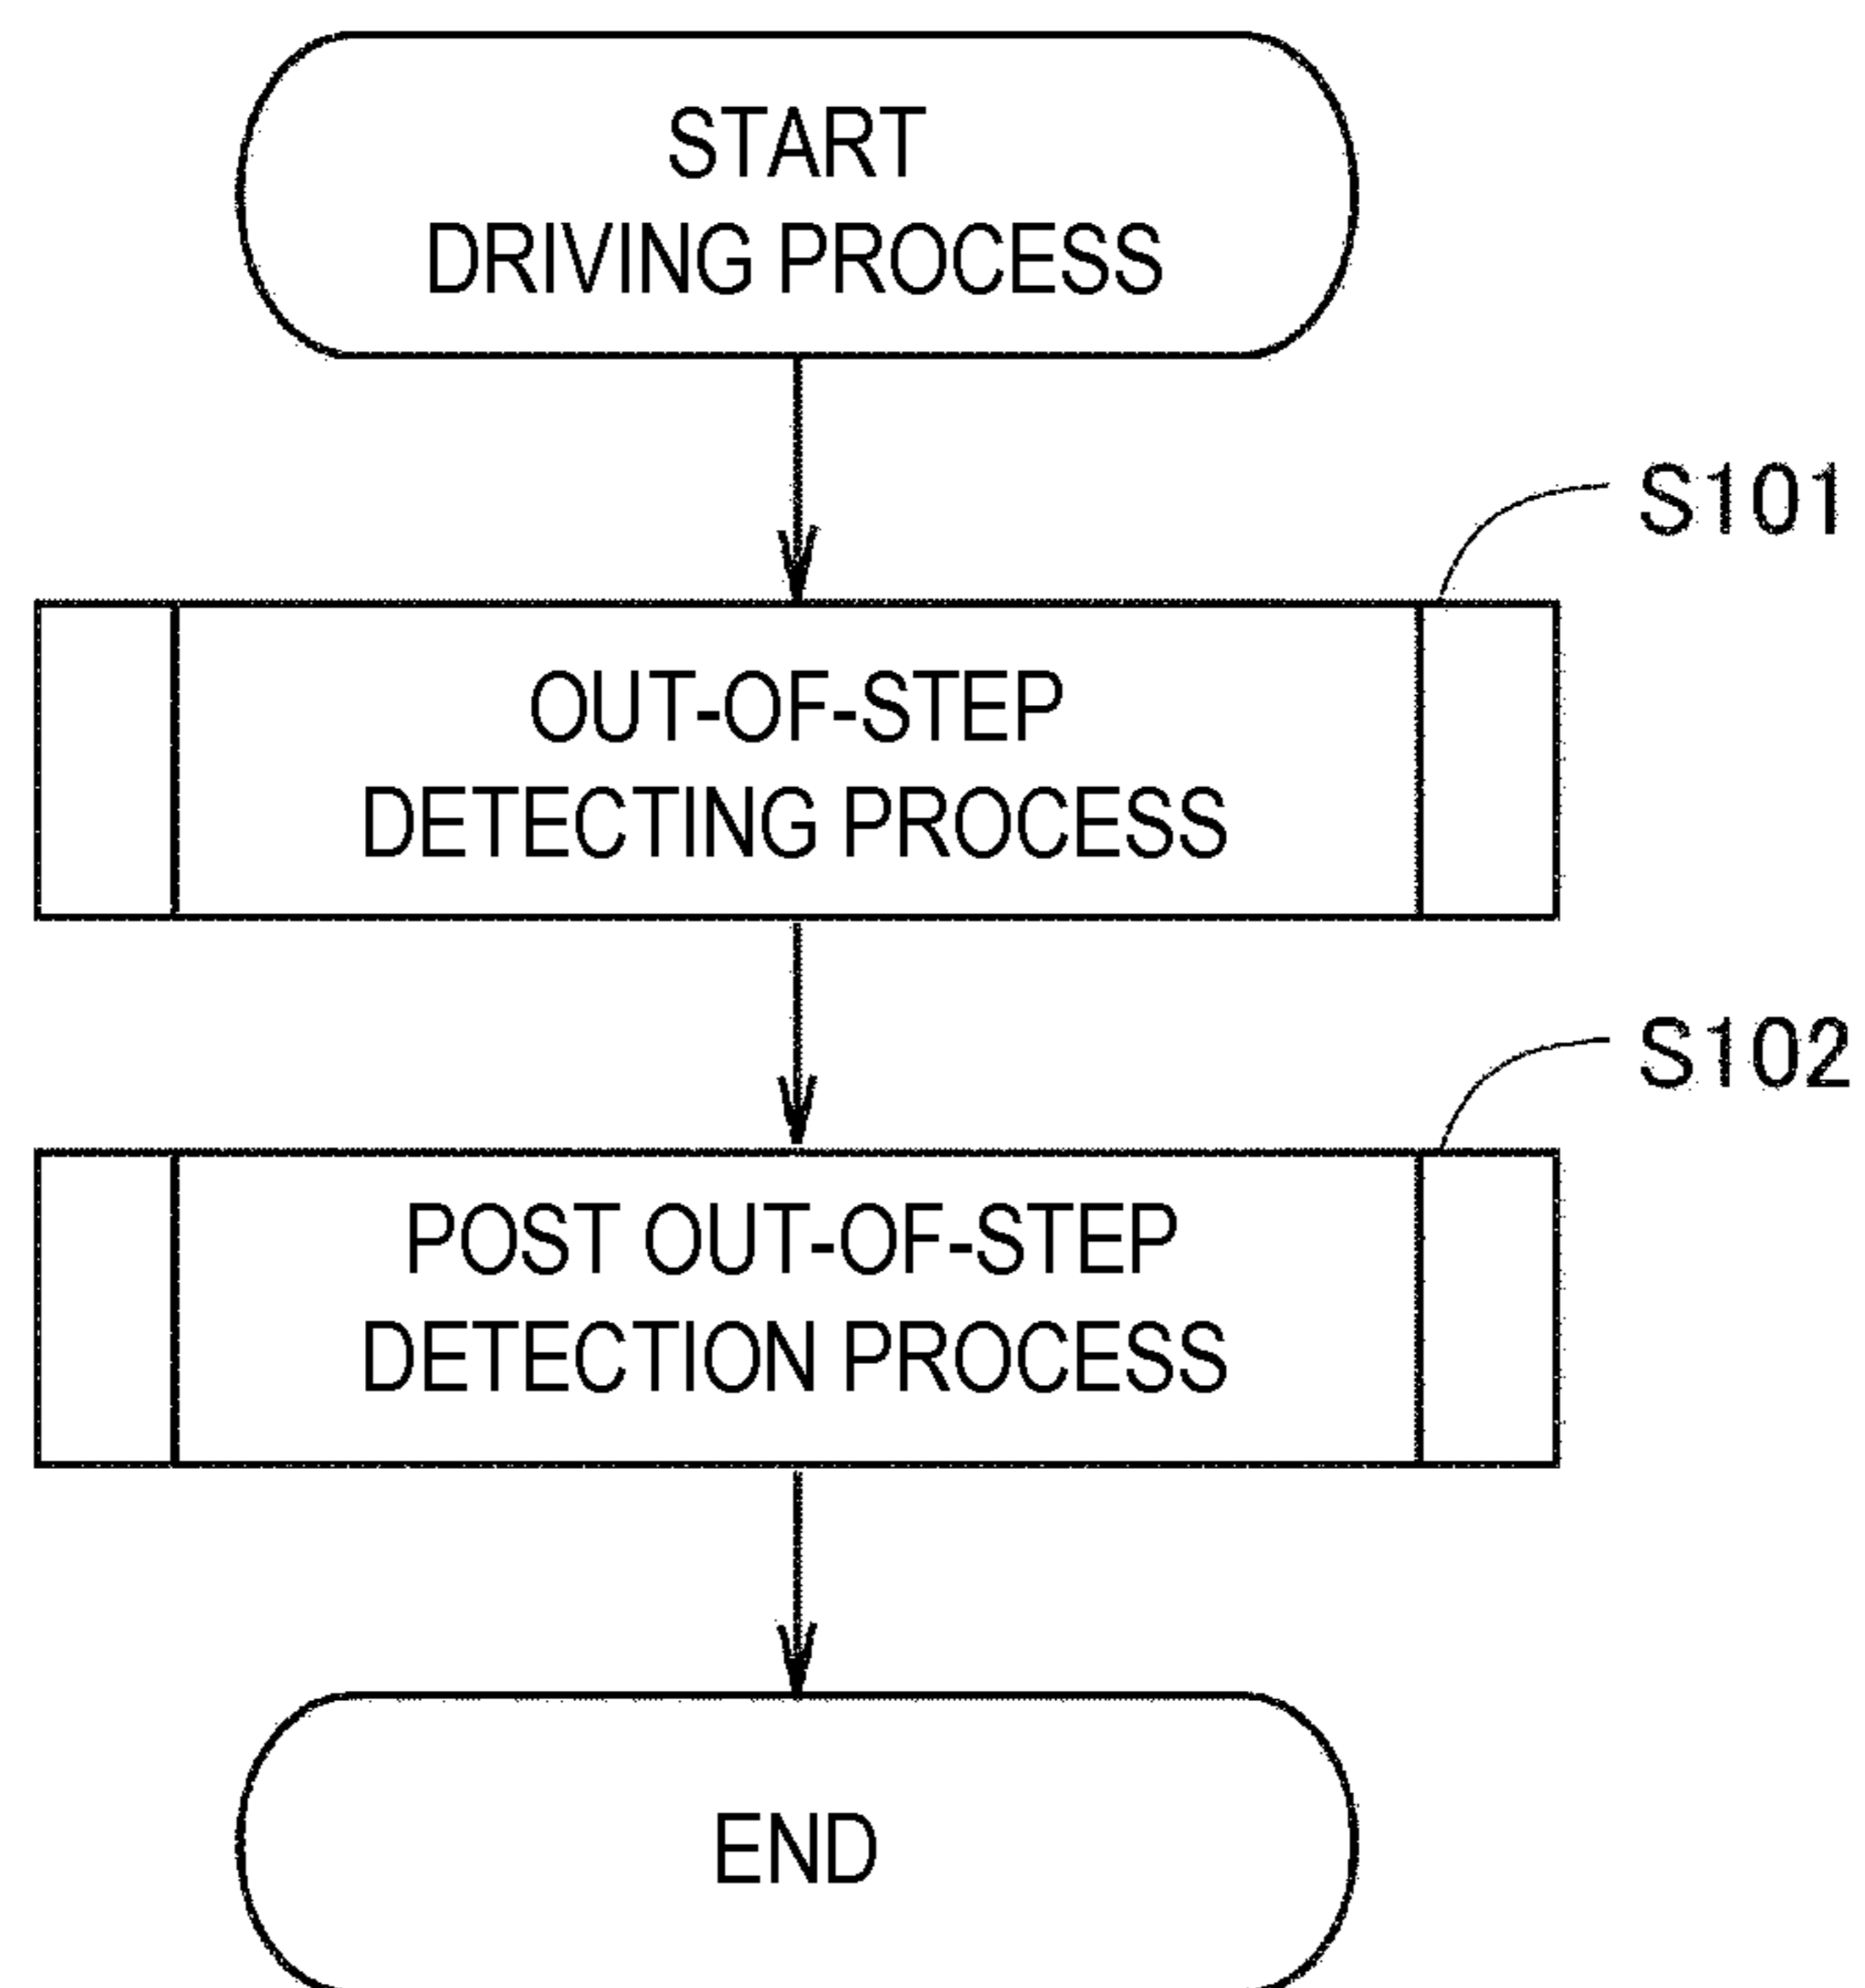 START
DRIVING PROCESS
S101
OUT-OF-STEP
DETECTING PROCESS
S102
POST OUT-OF-STEP
DETECTION PROCESS
END